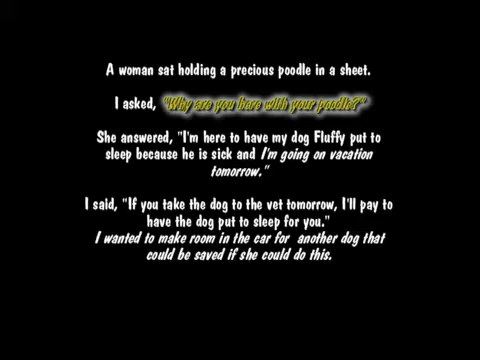 A woman sat holding a precious poodle in a sheet.
I asked, "Why are you hare with your poodle?"
She answered, "I'm here to have my dog Fluffy put to
sleep because he is sick and I'm going on vacation
tomorrow."
I said, "If you take the dog to the vet tomorrow, I'll pay to
have the dog put to sleep for you."
I wanted to make room in the car for another dog that
could be saved if she could do this.